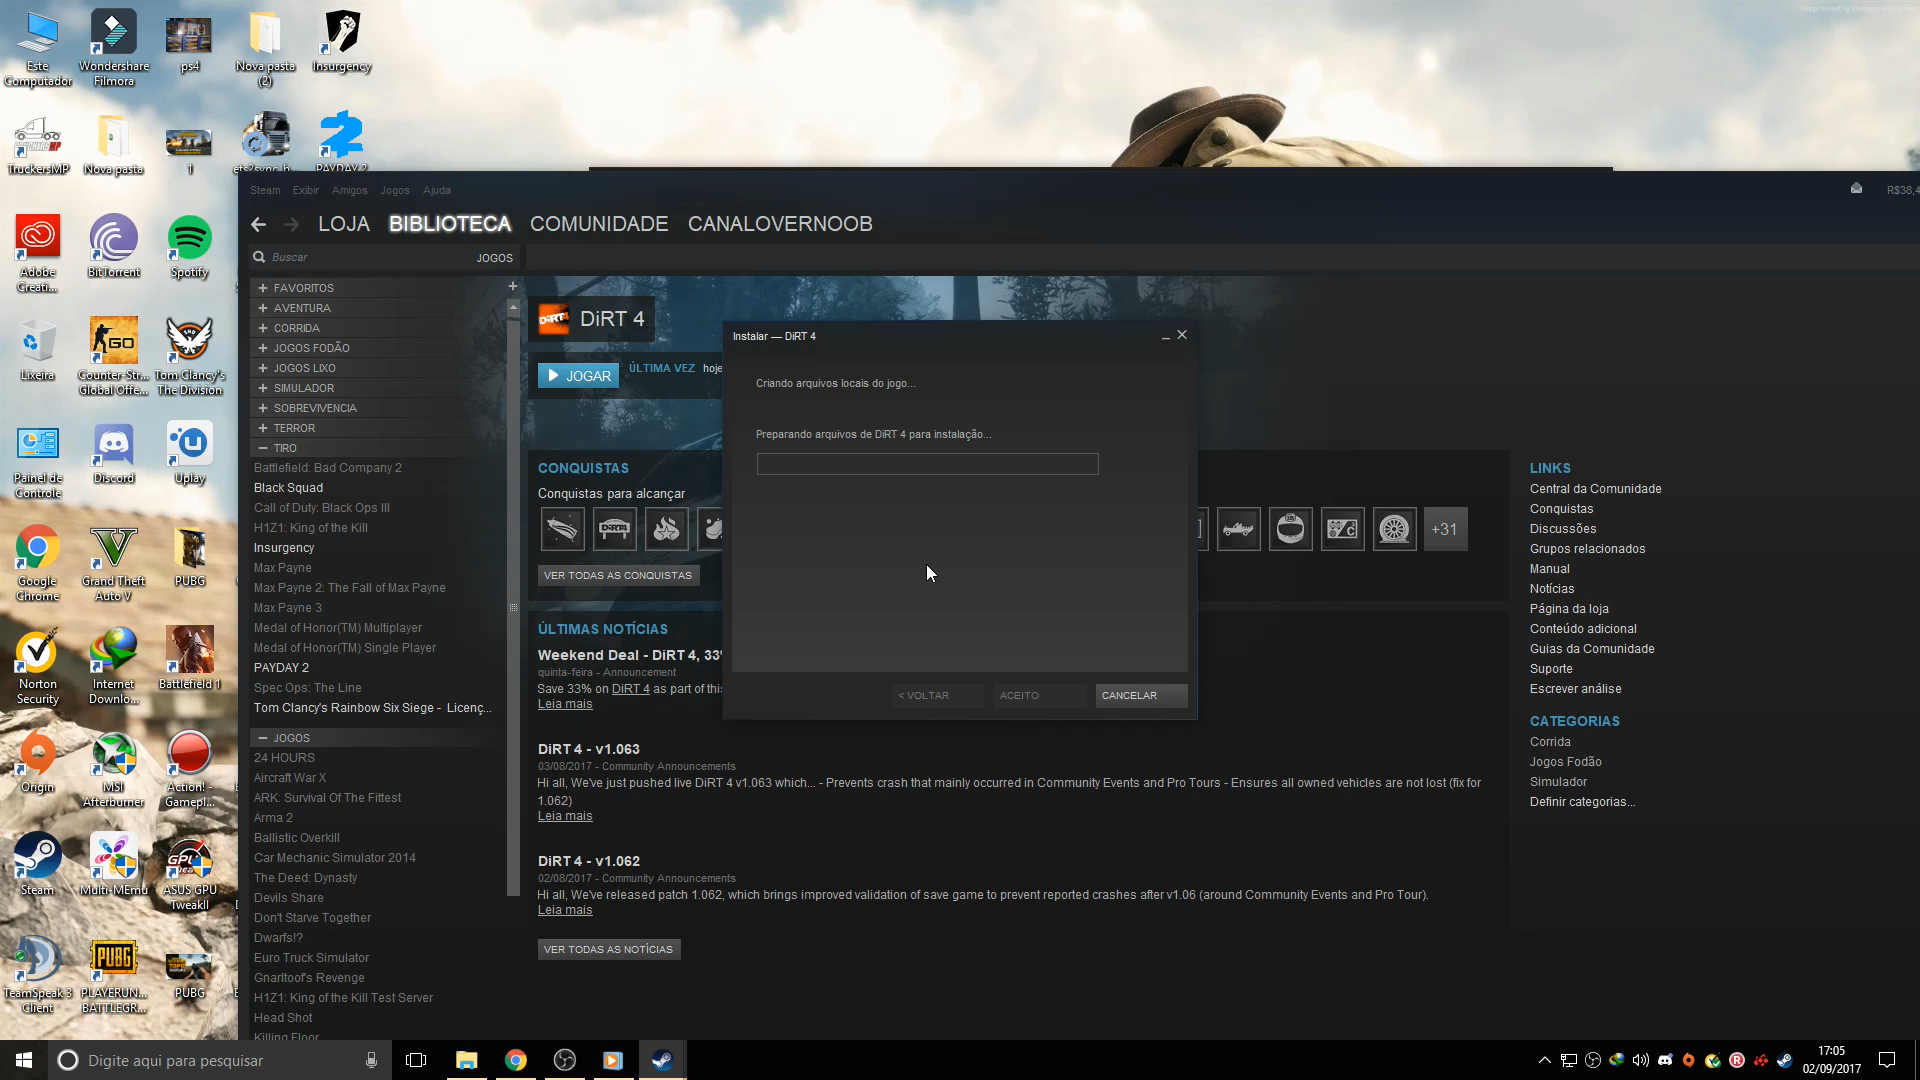 Este
Computador
Wondershare
Filmora
ps4
Nova pasta
(2)
Insurgency
TruckersMP
Nova pasta
1
ets2sync_h...
PAYDAY 2
Adobe
Creati...
BitTorrent
Spotify
Lixeira
Counter-Str...
Global Offe...
Tom Clancy's
The Division
Painel de
Controle
Discord
Uplay
Google
Chrome
Grand Theft
Auto V
PUBG
Norton
Security
Internet
Downlo...
Battlefield 1
Origin
MSI
Afterburner
Action! -
Gamepl...
Steam
Multi-MEmu
ASUS GPU
TweakII
TeamSpeak 3
Client
PLAYERUN...
BATTLEGR...
PUBG
Steam Exibir Amigos Jogos Ajuda
R$38,4
LOJA BIBLIOTECA COMUNIDADE CANALOVERNOOB
Buscar JOGOS
+ FAVORITOS +
+ AVENTURA
+ CORRIDA
+ JOGOS FODÃO
+ JOGOS LIXO
+ SIMULADOR
+ SOBREVIVENCIA
+ TERROR
− TIRO
Battlefield: Bad Company 2
Black Squad
Call of Duty: Black Ops III
H1Z1: King of the Kill
Insurgency
Max Payne
Max Payne 2: The Fall of Max Payne
Max Payne 3
Medal of Honor(TM) Multiplayer
Medal of Honor(TM) Single Player
PAYDAY 2
Spec Ops: The Line
Tom Clancy's Rainbow Six Siege - Licenç...
− JOGOS
24 HOURS
Aircraft War X
ARK: Survival Of The Fittest
Arma 2
Ballistic Overkill
Car Mechanic Simulator 2014
The Deed: Dynasty
Devils Share
Don't Starve Together
Dwarfs!?
Euro Truck Simulator
Gnarltoof's Revenge
H1Z1: King of the Kill Test Server
Head Shot
Killing Floor
DiRT 4
JOGAR
ÚLTIMA VEZ hoje
CONQUISTAS
Conquistas para alcançar
+31
VER TODAS AS CONQUISTAS
ÚLTIMAS NOTÍCIAS
Weekend Deal - DiRT 4, 33%
quinta-feira - Announcement
Save 33% on DiRT 4 as part of this
Leia mais
DiRT 4 - v1.063
03/08/2017 - Community Announcements
Hi all, We've just pushed live DiRT 4 v1.063 which... - Prevents crash that mainly occurred in Community Events and Pro Tours - Ensures all owned vehicles are not lost (fix for
1.062)
Leia mais
DiRT 4 - v1.062
02/08/2017 - Community Announcements
Hi all, We've released patch 1.062, which brings improved validation of save game to prevent reported crashes after v1.06 (around Community Events and Pro Tour).
Leia mais
VER TODAS AS NOTÍCIAS
Instalar — DiRT 4
Criando arquivos locais do jogo...
Preparando arquivos de DiRT 4 para instalação...
< VOLTAR ACEITO CANCELAR
LINKS
Central da Comunidade
Conquistas
Discussões
Grupos relacionados
Manual
Notícias
Página da loja
Conteúdo adicional
Guias da Comunidade
Suporte
Escrever análise
CATEGORIAS
Corrida
Jogos Fodão
Simulador
Definir categorias...
Digite aqui para pesquisar
17:05
02/09/2017